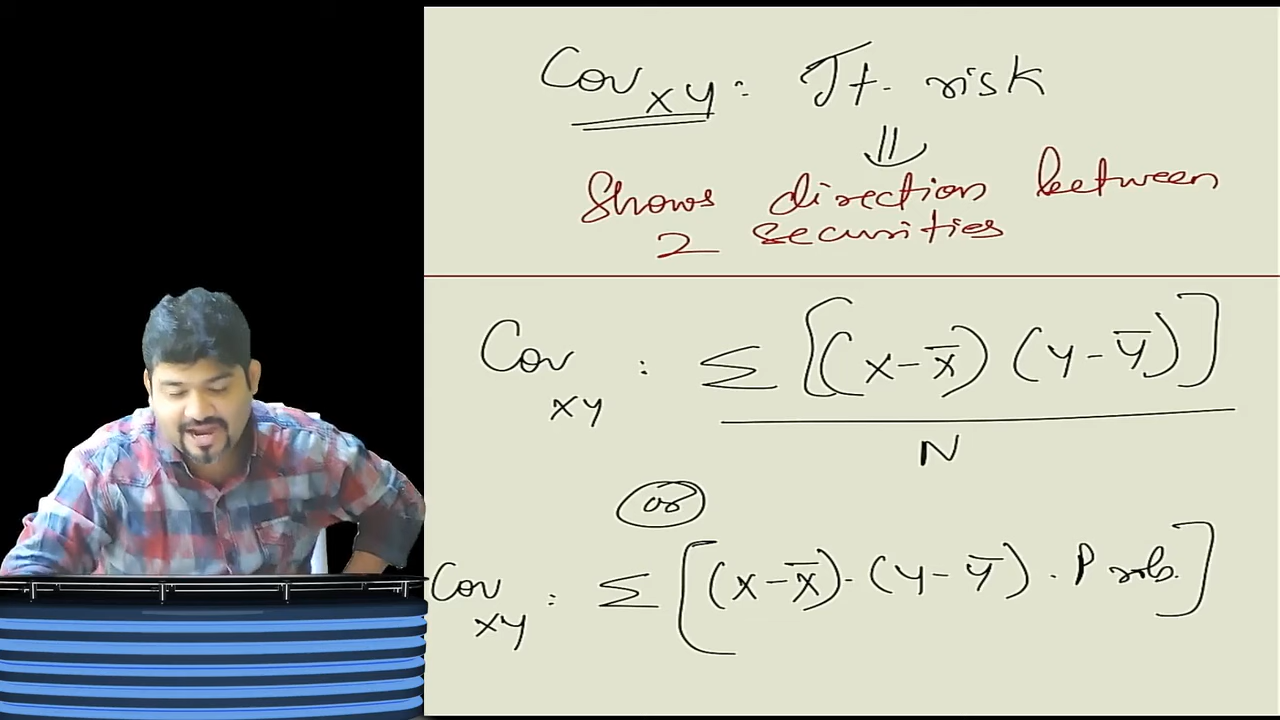 Cov xy : Jt. risk
⇓
Shows direction between
2 securities
Cov xy : Σ [(x-x̅) (y-y̅)]
N
or
Cov xy : Σ [(x-x̅) . (y-y̅) . Prob.]